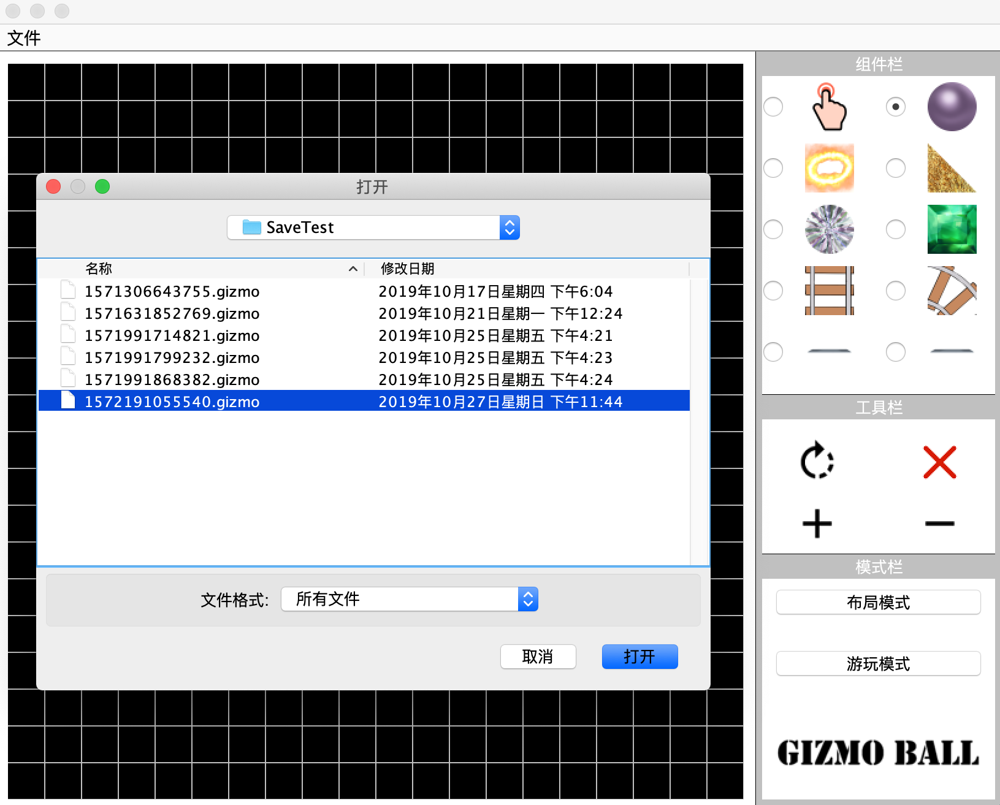 文件
打开
SaveTest
名称 修改日期
1571306643755.gizmo 2019年10月17日星期四 下午6:04
1571631852769.gizmo 2019年10月21日星期一 下午12:24
1571991714821.gizmo 2019年10月25日星期五 下午4:21
1571991799232.gizmo 2019年10月25日星期五 下午4:23
1571991868382.gizmo 2019年10月25日星期五 下午4:24
1572191055540.gizmo 2019年10月27日星期日 下午11:44
文件格式: 所有文件
取消 打开
组件栏
工具栏
模式栏
布局模式
游玩模式
GIZMO BALL